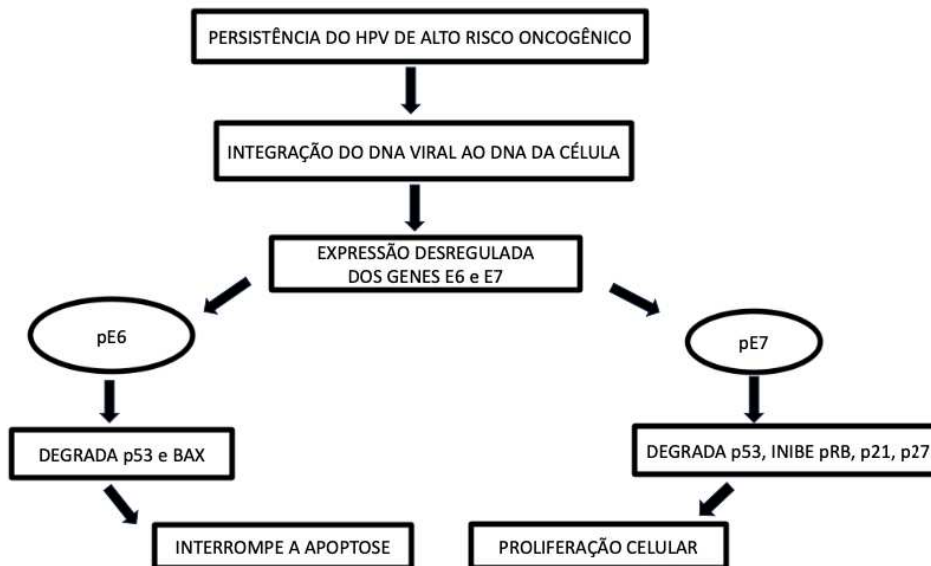 PERSISTÊNCIA DO HPV DE ALTO RISCO ONCOGÊNICO
INTEGRAÇÃO DO DNA VIRAL AO DNA DA CÉLULA
EXPRESSÃO DESREGULADA
DOS GENES E6 e E7
pE6
pE7
DEGRADA p53 e BAX
DEGRADA p53, INIBE pRB, p21, p27
INTERROMPE A APOPTOSE
PROLIFERAÇÃO CELULAR